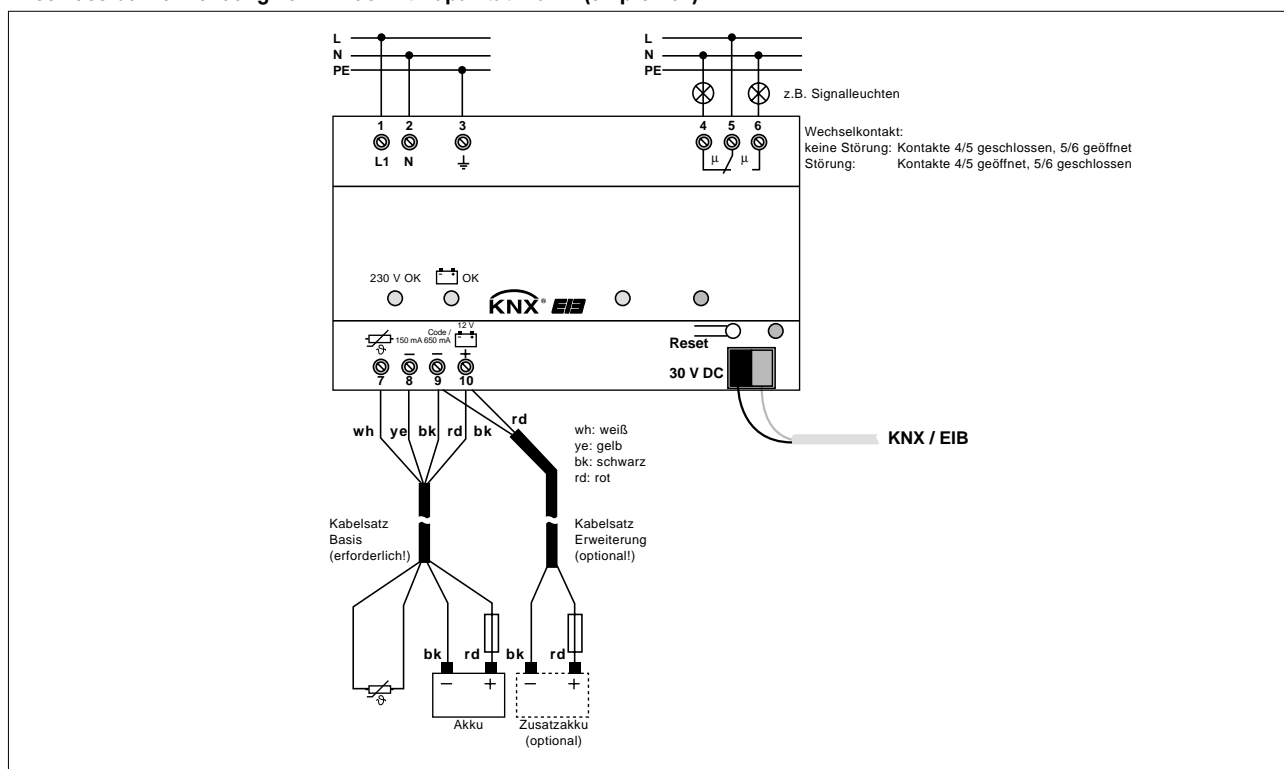 L
N
PE
L
N
PE
z.B. Signalleuchten
1 2 3
4 5 6
L1 N
μ μ
Wechselkontakt:
keine Störung: Kontakte 4/5 geschlossen, 5/6 geöffnet
Störung: Kontakte 4/5 geöffnet, 5/6 geschlossen
230 V OK
OK
KNX® EIB
Code /
150 mA 650 mA
12 V
ϑ
− − +
7 8 9 10
Reset
30 V DC
KNX / EIB
wh ye bk rd bk
rd
wh: weiß
ye: gelb
bk: schwarz
rd: rot
Kabelsatz
Basis
(erforderlich!)
Kabelsatz
Erweiterung
(optional!)
bk rd bk rd
− + − +
ϑ
Akku
Zusatzakku
(optional)